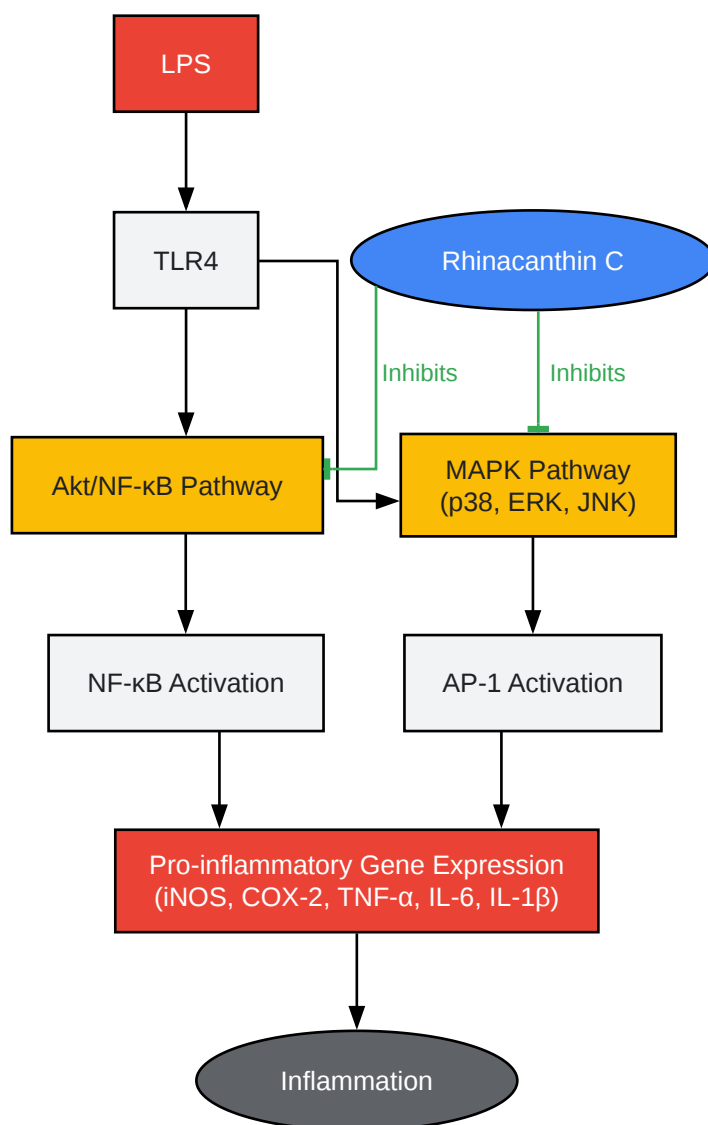 LPS
TLR4
Rhinacanthin C
Inhibits
Inhibits
Akt/NF-κB Pathway
MAPK Pathway
(p38, ERK, JNK)
NF-κB Activation
AP-1 Activation
Pro-inflammatory Gene Expression
(iNOS, COX-2, TNF-α, IL-6, IL-1β)
Inflammation